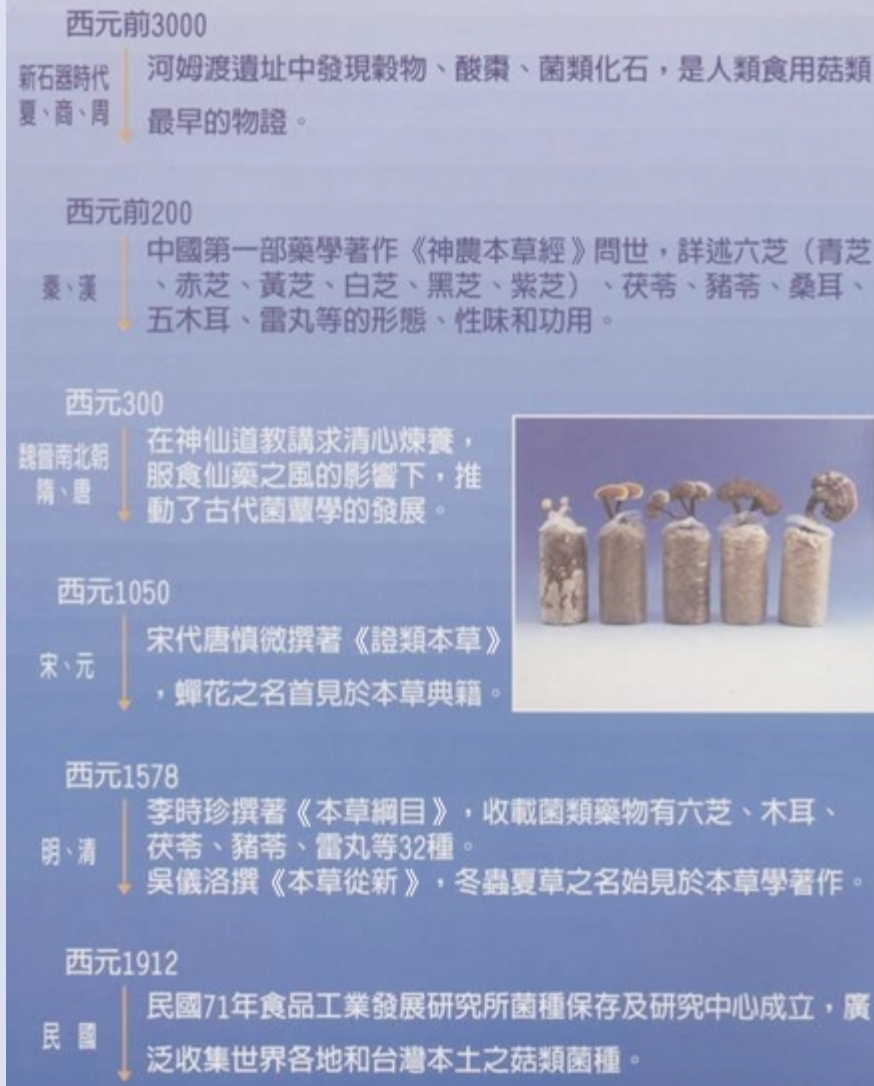 西元前3000
新石器時代
夏、商、周
河姆渡遺址中發現穀物、酸棗、菌類化石,是人類食用菇類
最早的物證。
西元前200
秦、漢
中國第一部藥學著作《神農本草經》問世,詳述六芝(青芝
、赤芝、黃芝、白芝、黑芝、紫芝)、茯苓、豬苓、桑耳、
五木耳、雷丸等的形態、性味和功用。
西元300
魏晉南北朝
隋、唐
在神仙道教講求清心煉養,
服食仙藥之風的影響下,推
動了古代菌蕈學的發展。
西元1050
宋、元
宋代唐慎微撰著《證類本草》
,蟬花之名首見於本草典籍。
西元1578
明、清
李時珍撰著《本草綱目》,收載菌類藥物有六芝、木耳、
茯苓、豬苓、雷丸等32種。
吳儀洛撰《本草從新》,冬蟲夏草之名始見於本草學著作。
西元1912
民 國
民國71年食品工業發展研究所菌種保存及研究中心成立,廣
泛收集世界各地和台灣本土之菇類菌種。